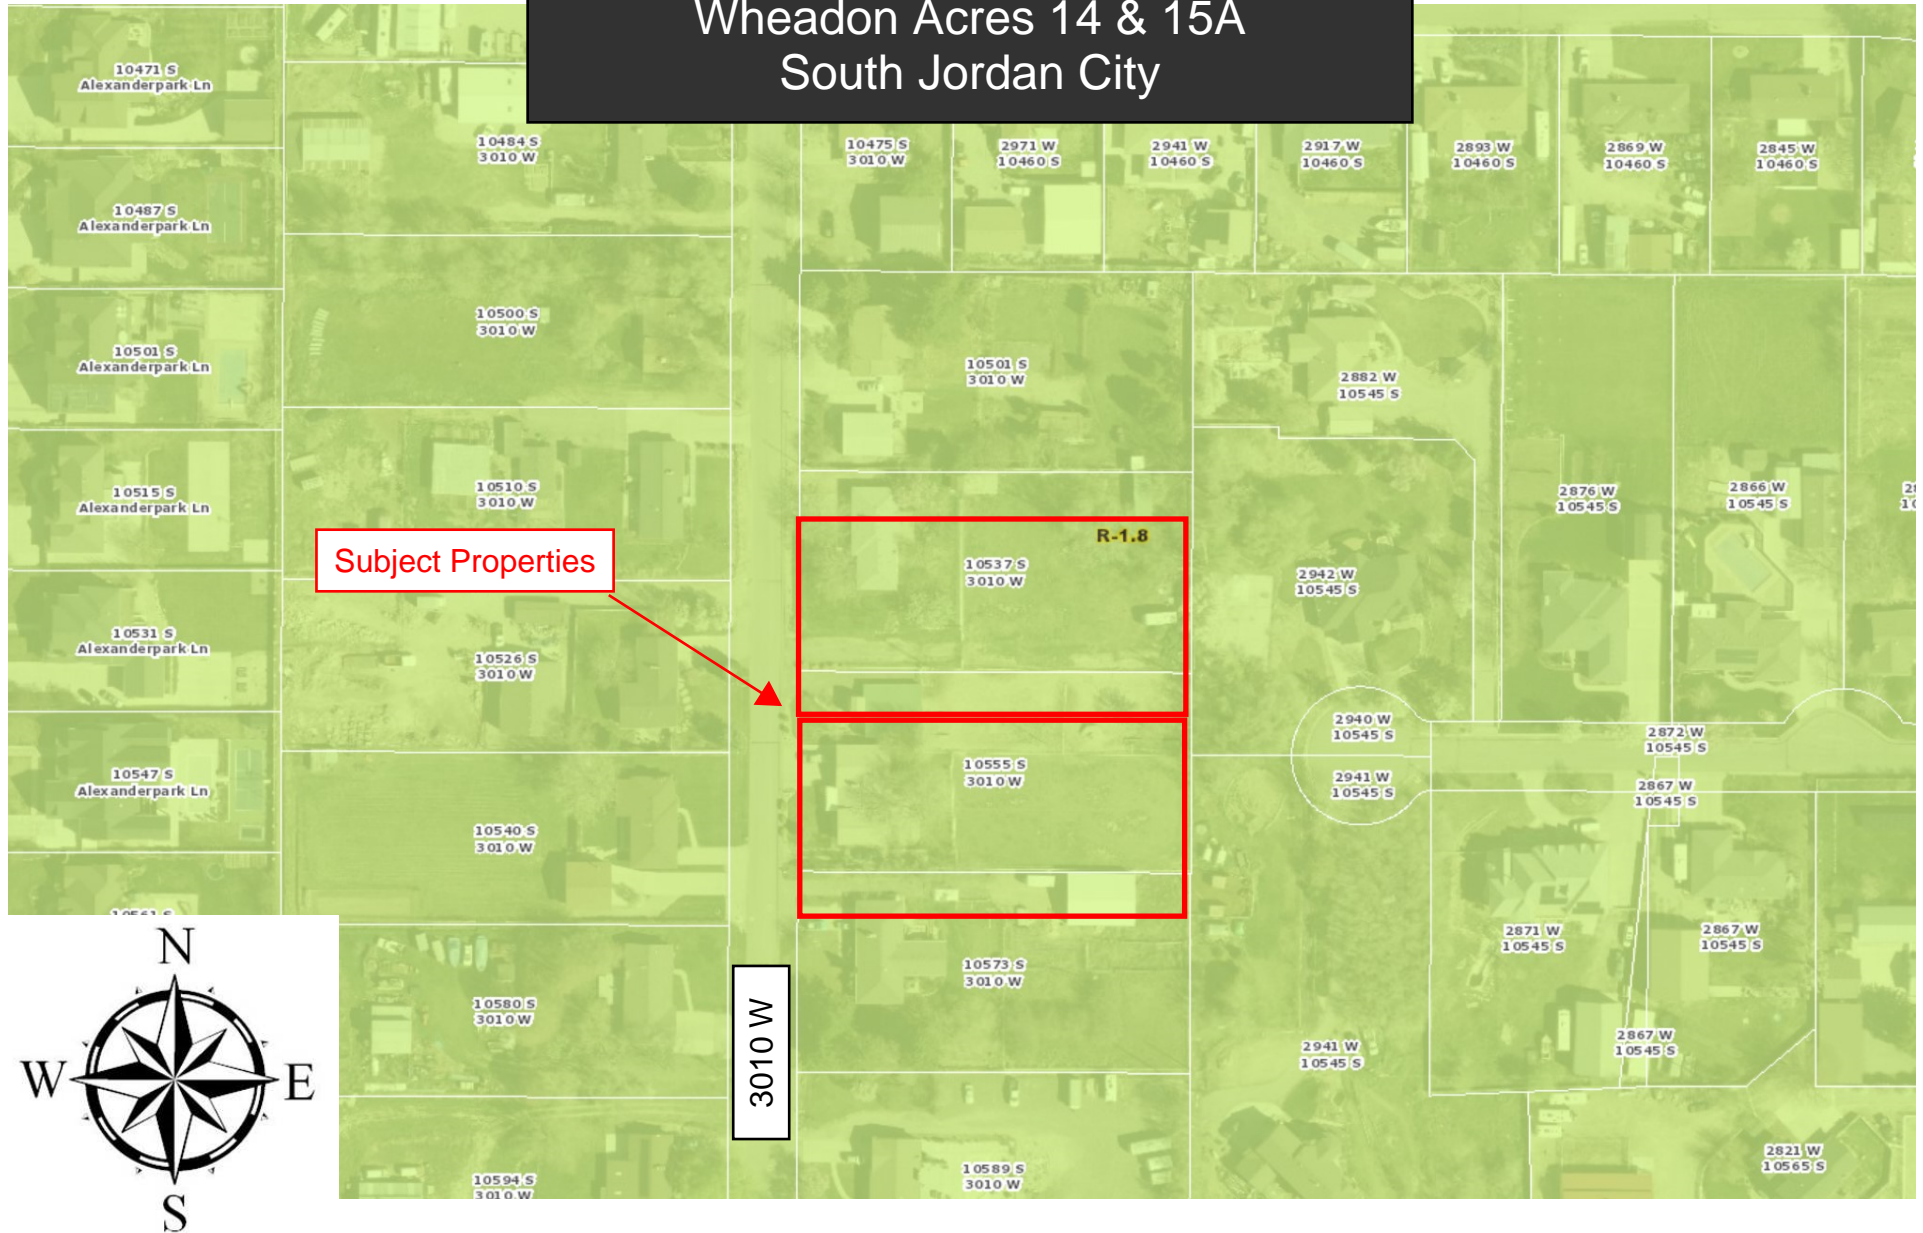 Wheadon Acres 14 & 15A
South Jordan City
10471 S
Alexanderpark Ln
10484 S
3010 W
10475 S
3010 W
2971 W
10460 S
2941 W
10460 S
2917 W
10460 S
2893 W
10460 S
2869 W
10460 S
2845 W
10460 S
10487 S
Alexanderpark Ln
10500 S
3010 W
10501 S
Alexanderpark Ln
10501 S
3010 W
2882 W
10545 S
10515 S
Alexanderpark Ln
10510 S
3010 W
2876 W
10545 S
2866 W
10545 S
Subject Properties
R-1.8
10537 S
3010 W
2942 W
10545 S
10531 S
Alexanderpark Ln
10526 S
3010 W
2940 W
10545 S
2872 W
10545 S
10547 S
Alexanderpark Ln
10555 S
3010 W
2941 W
10545 S
2867 W
10545 S
10540 S
3010 W
2871 W
10545 S
2867 W
10545 S
10573 S
3010 W
10580 S
3010 W
3010 W
2941 W
10545 S
2867 W
10545 S
10594 S
3010 W
10589 S
3010 W
2821 W
10565 S
N
W
E
S